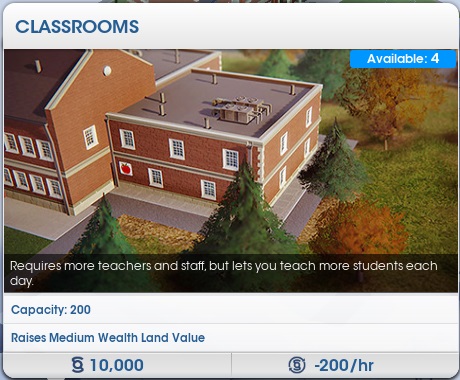 CLASSROOMS
Available: 4
Requires more teachers and staff, but lets you teach more students each
day.
Capacity: 200
Raises Medium Wealth Land Value
10,000
-200/hr